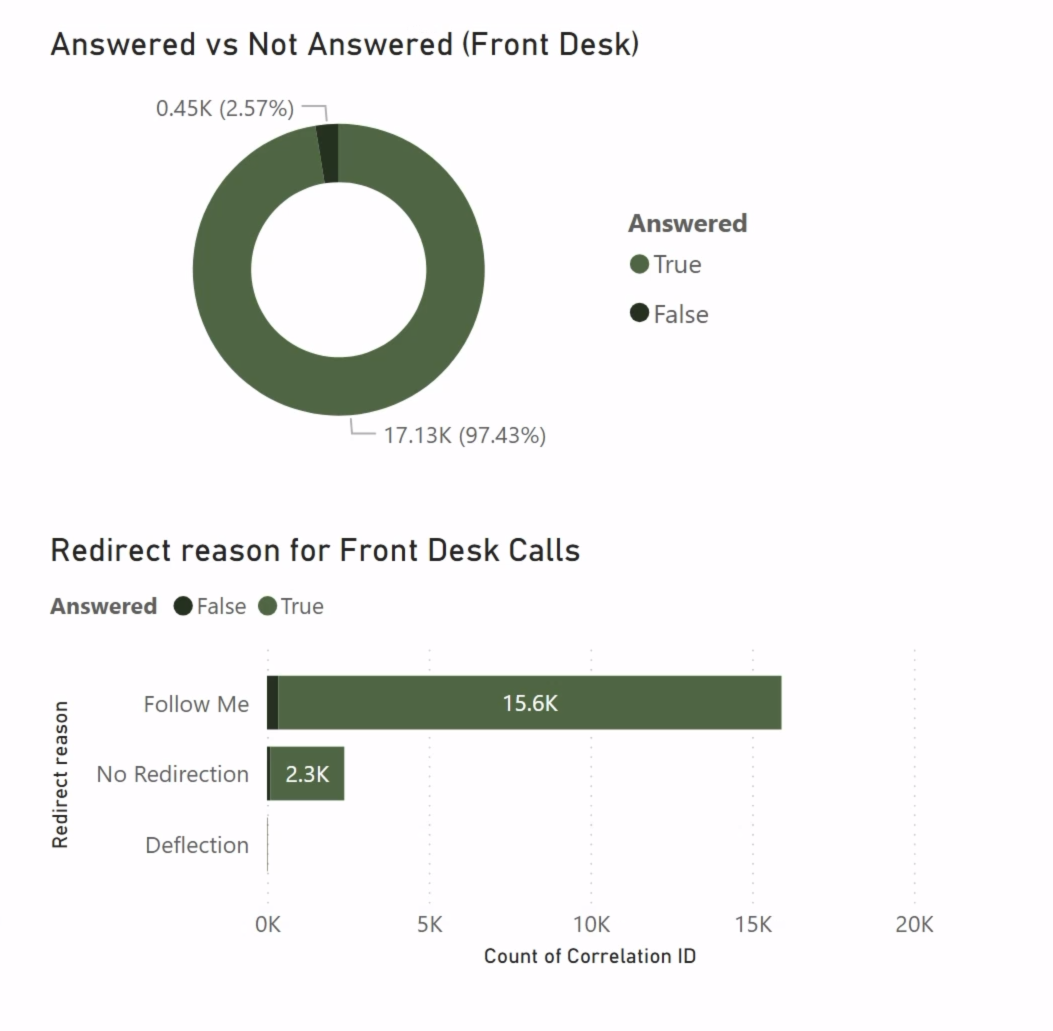 Answered vs Not Answered (Front Desk)
0.45K (2.57%)
Answered
True
False
17.13K (97.43%)
Redirect reason for Front Desk Calls
Answered False True
Redirect reason
Follow Me 15.6K
No Redirection 2.3K
Deflection
0K 5K 10K 15K 20K
Count of Correlation ID